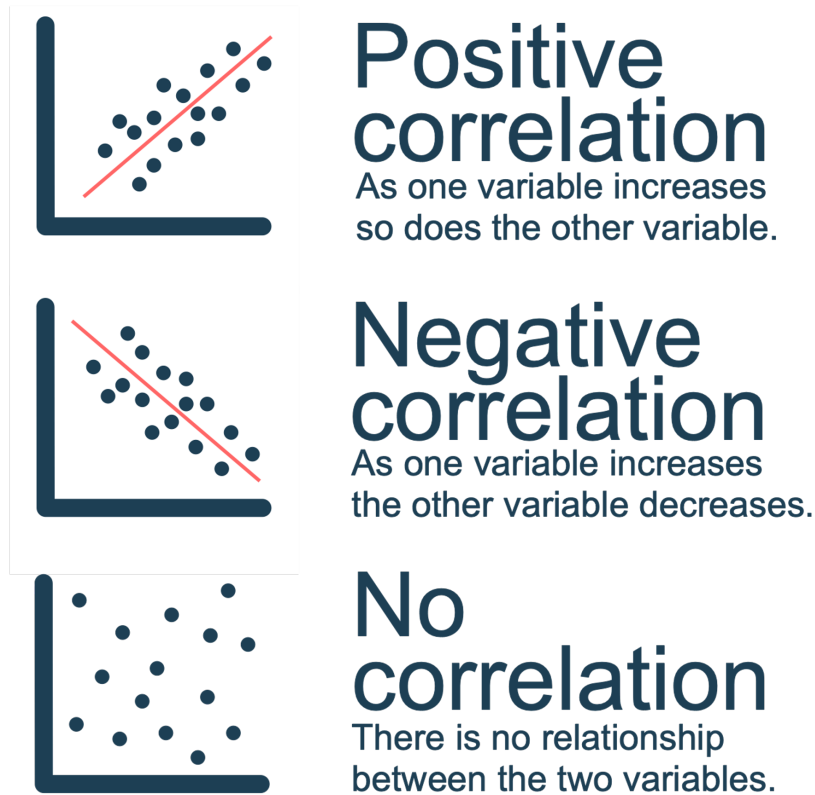 Positive
correlation
As one variable increases
so does the other variable.
Negative
correlation
As one variable increases
the other variable decreases.
No
correlation
There is no relationship
between the two variables.